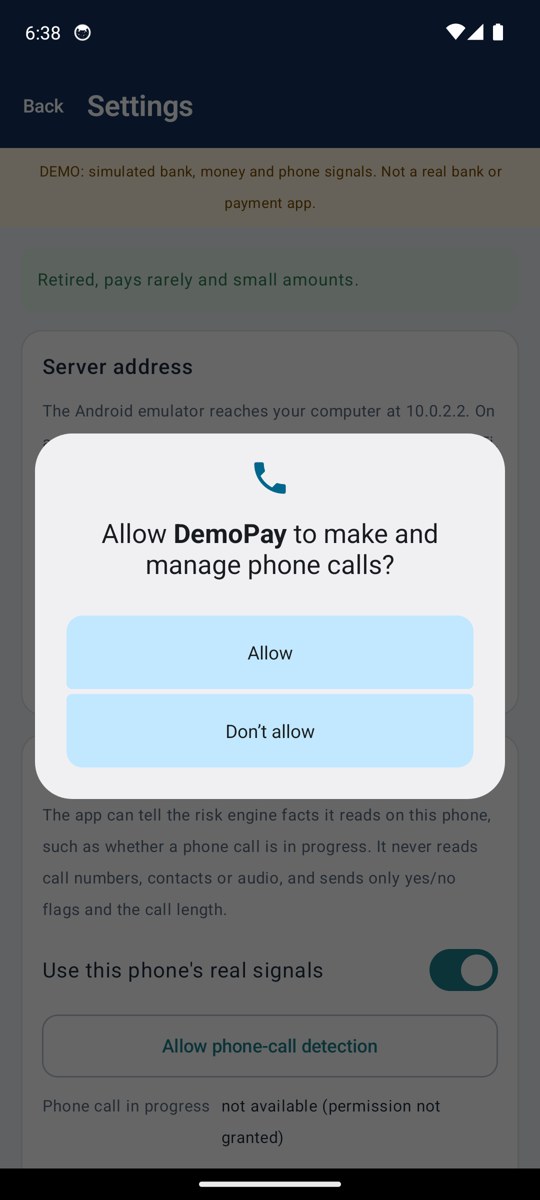 6:38
Back Settings
DEMO: simulated bank, money and phone signals. Not a real bank or
payment app.
Retired, pays rarely and small amounts.
Server address
The Android emulator reaches your computer at 10.0.2.2. On
Allow DemoPay to make and
manage phone calls?
Allow
Don’t allow
The app can tell the risk engine facts it reads on this phone,
such as whether a phone call is in progress. It never reads
call numbers, contacts or audio, and sends only yes/no
flags and the call length.
Use this phone's real signals
Allow phone-call detection
Phone call in progress not available (permission not
granted)